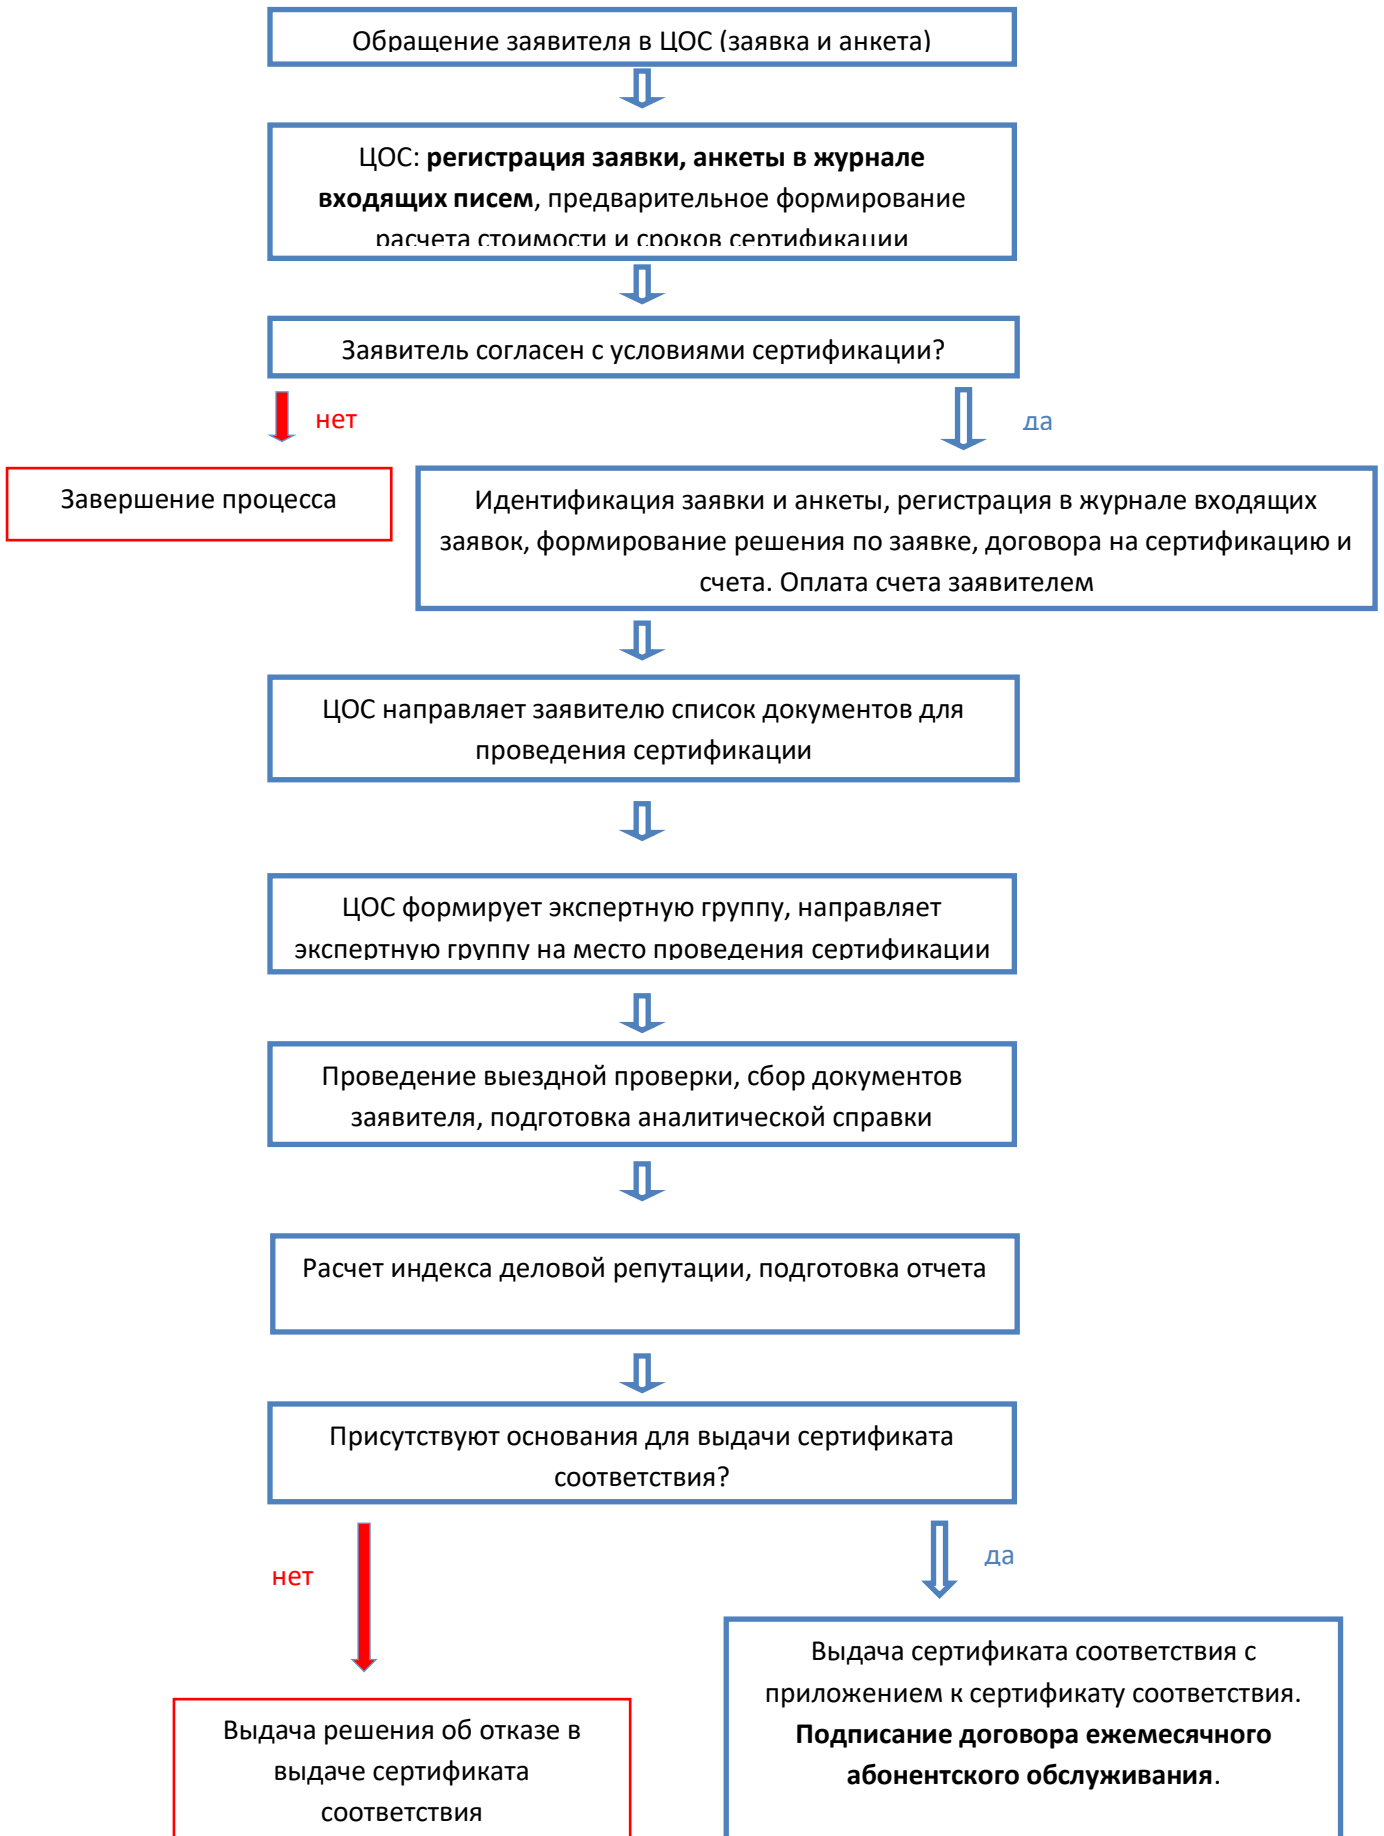 Обращение заявителя в ЦОС (заявка и анкета)
ЦОС: регистрация заявки, анкеты в журнале
входящих писем, предварительное формирование
расчета стоимости и сроков сертификации
Заявитель согласен с условиями сертификации?
нет
да
Завершение процесса
Идентификация заявки и анкеты, регистрация в журнале входящих
заявок, формирование решения по заявке, договора на сертификацию и
счета. Оплата счета заявителем
ЦОС направляет заявителю список документов для
проведения сертификации
ЦОС формирует экспертную группу, направляет
экспертную группу на место проведения сертификации
Проведение выездной проверки, сбор документов
заявителя, подготовка аналитической справки
Расчет индекса деловой репутации, подготовка отчета
Присутствуют основания для выдачи сертификата
соответствия?
нет
да
Выдача решения об отказе в
выдаче сертификата
соответствия
Выдача сертификата соответствия с
приложением к сертификату соответствия.
Подписание договора ежемесячного
абонентского обслуживания.